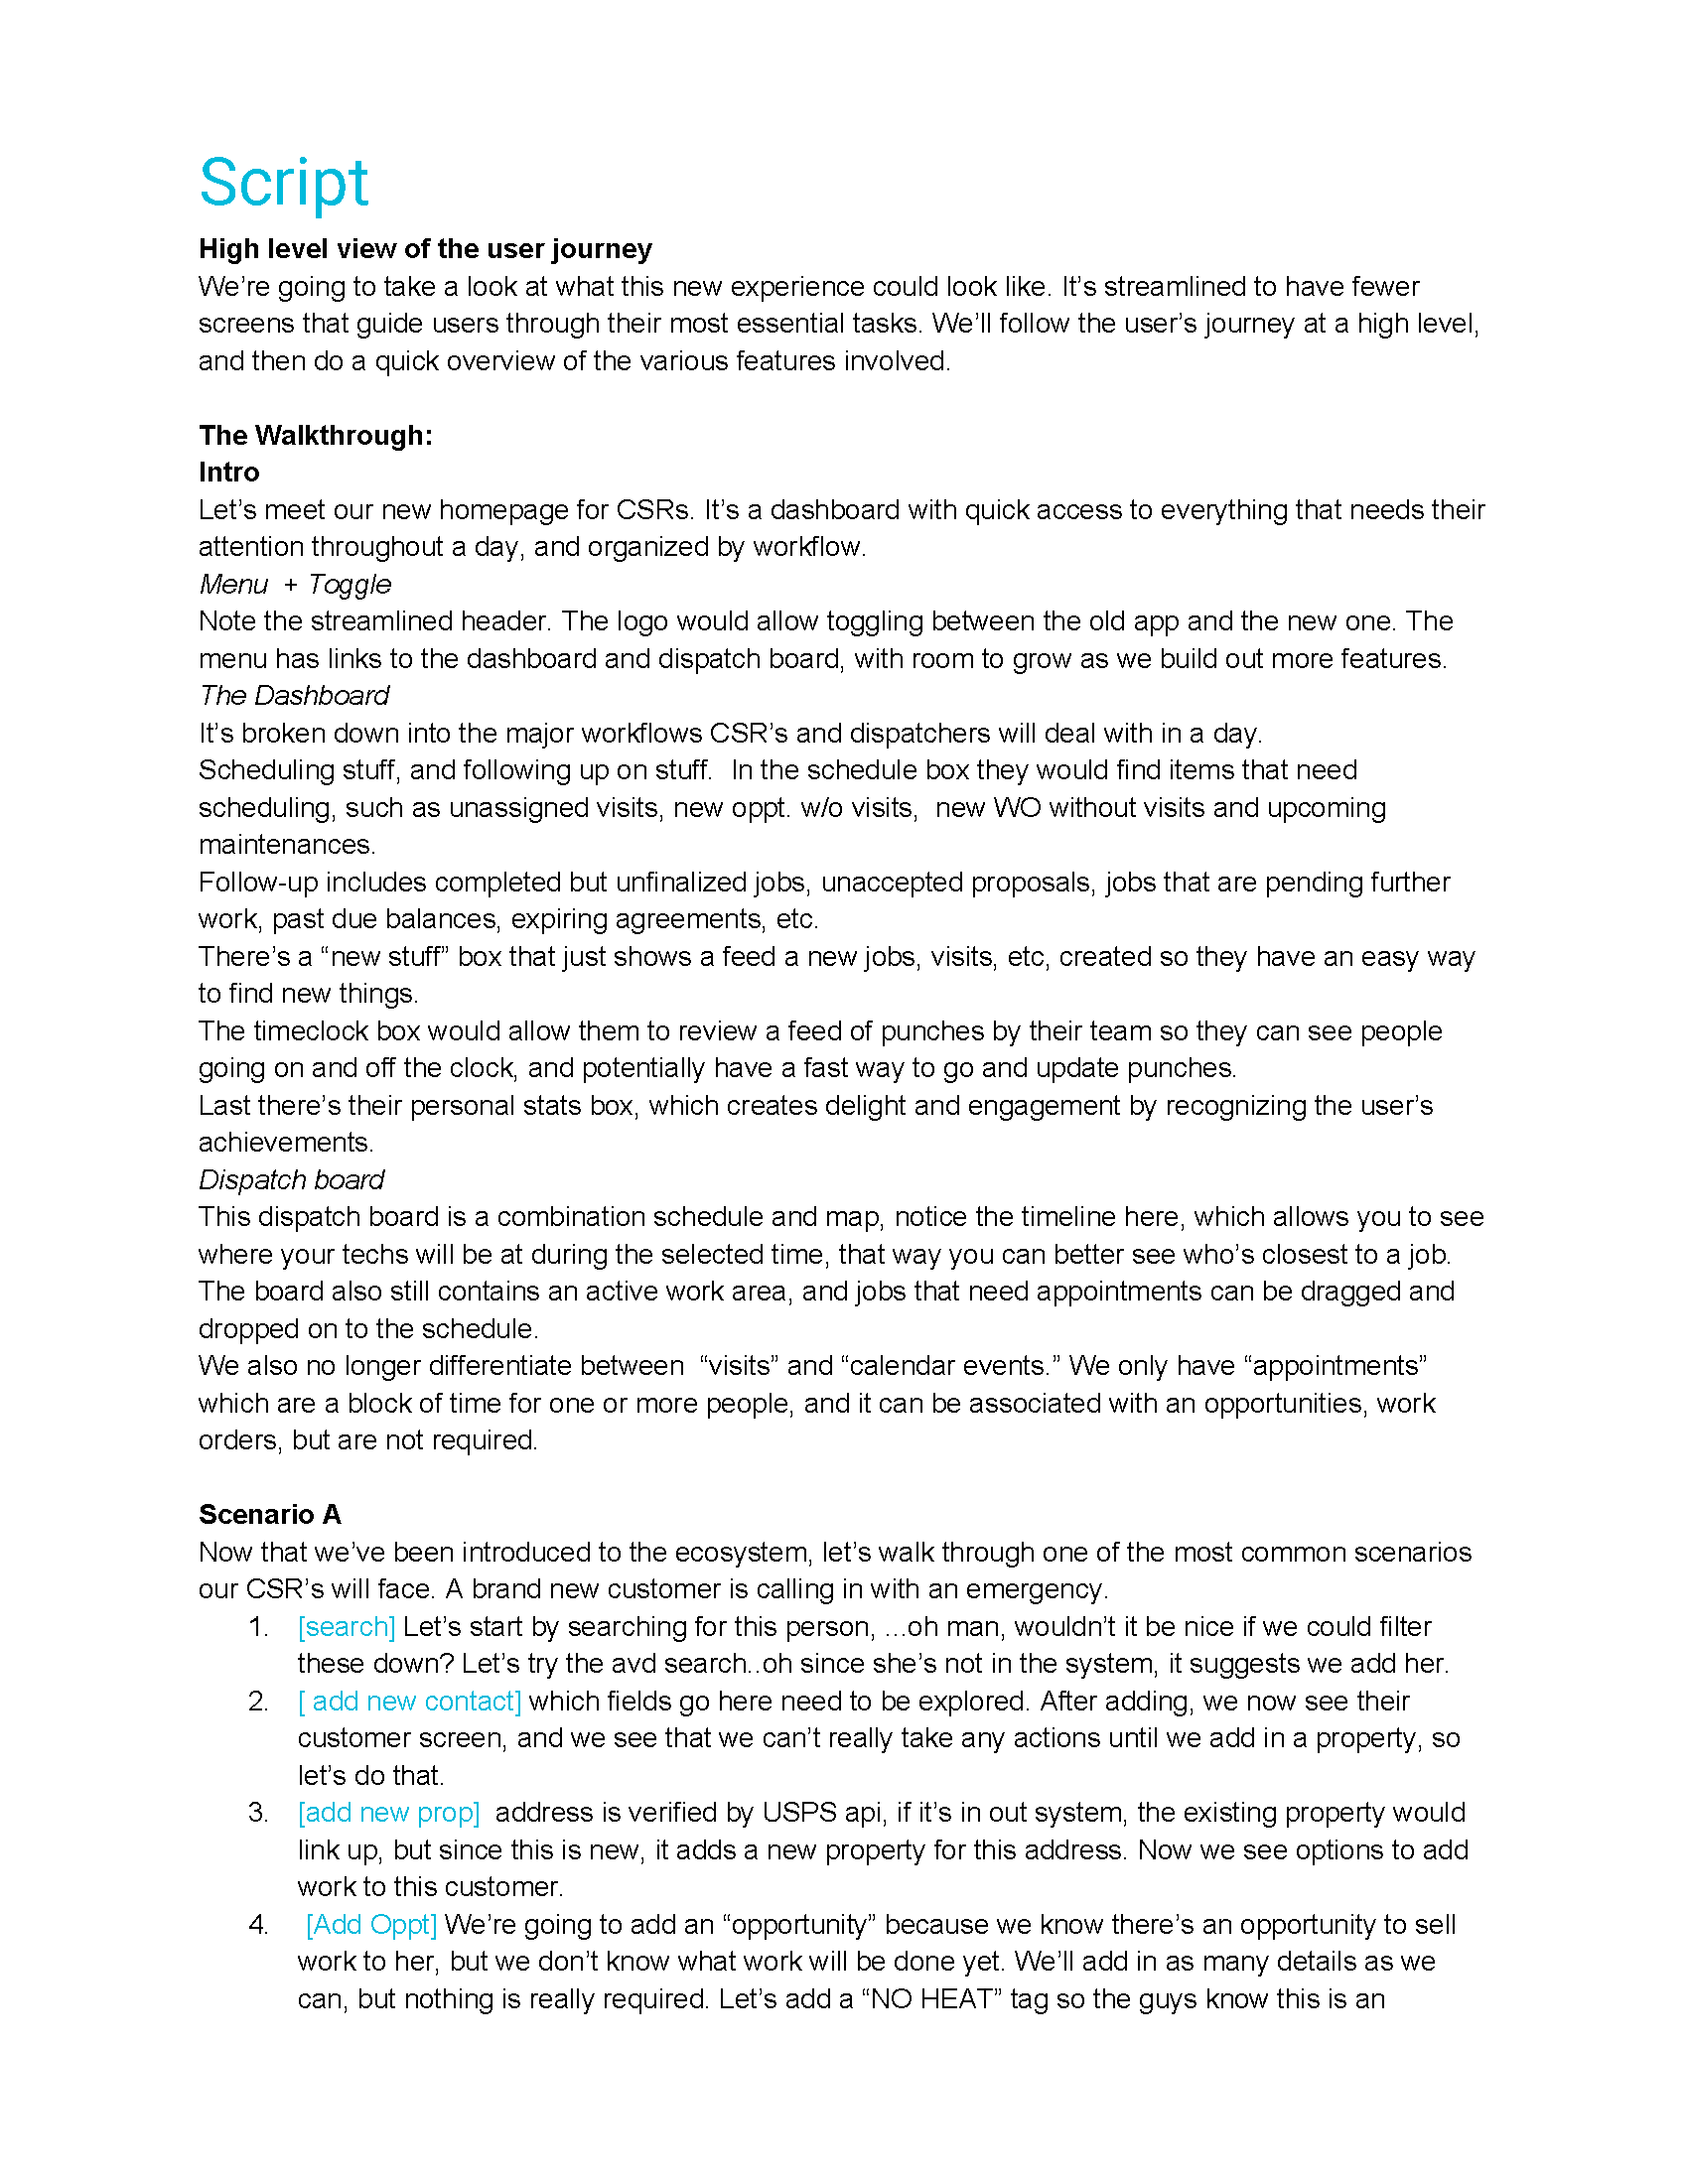 Script
High level view of the user journey
We’re going to take a look at what this new experience could look like. It’s streamlined to have fewer
screens that guide users through their most essential tasks. We’ll follow the user’s journey at a high level,
and then do a quick overview of the various features involved.
The Walkthrough:
Intro
Let’s meet our new homepage for CSRs. It’s a dashboard with quick access to everything that needs their
attention throughout a day, and organized by workflow.
Menu  + Toggle
Note the streamlined header. The logo would allow toggling between the old app and the new one. The
menu has links to the dashboard and dispatch board, with room to grow as we build out more features.
The Dashboard
It’s broken down into the major workflows CSR’s and dispatchers will deal with in a day.
Scheduling stuff, and following up on stuff.  In the schedule box they would find items that need
scheduling, such as unassigned visits, new oppt. w/o visits,  new WO without visits and upcoming
maintenances.
Follow-up includes completed but unfinalized jobs, unaccepted proposals, jobs that are pending further
work, past due balances, expiring agreements, etc.
There’s a “new stuff” box that just shows a feed a new jobs, visits, etc, created so they have an easy way
to find new things.
The timeclock box would allow them to review a feed of punches by their team so they can see people
going on and off the clock, and potentially have a fast way to go and update punches.
Last there’s their personal stats box, which creates delight and engagement by recognizing the user’s
achievements.
Dispatch board
This dispatch board is a combination schedule and map, notice the timeline here, which allows you to see
where your techs will be at during the selected time, that way you can better see who’s closest to a job.
The board also still contains an active work area, and jobs that need appointments can be dragged and
dropped on to the schedule.
We also no longer differentiate between  “visits” and “calendar events.” We only have “appointments”
which are a block of time for one or more people, and it can be associated with an opportunities, work
orders, but are not required.
Scenario A
Now that we’ve been introduced to the ecosystem, let’s walk through one of the most common scenarios
our CSR’s will face. A brand new customer is calling in with an emergency.
1. [search] Let’s start by searching for this person, ...oh man, wouldn’t it be nice if we could filter
these down? Let’s try the avd search..oh since she’s not in the system, it suggests we add her.
2. [ add new contact] which fields go here need to be explored. After adding, we now see their
customer screen, and we see that we can’t really take any actions until we add in a property, so
let’s do that.
3. [add new prop]  address is verified by USPS api, if it’s in out system, the existing property would
link up, but since this is new, it adds a new property for this address. Now we see options to add
work to this customer.
4. [Add Oppt] We’re going to add an “opportunity” because we know there’s an opportunity to sell
work to her, but we don’t know what work will be done yet. We’ll add in as many details as we
can, but nothing is really required. Let’s add a “NO HEAT” tag so the guys know this is an